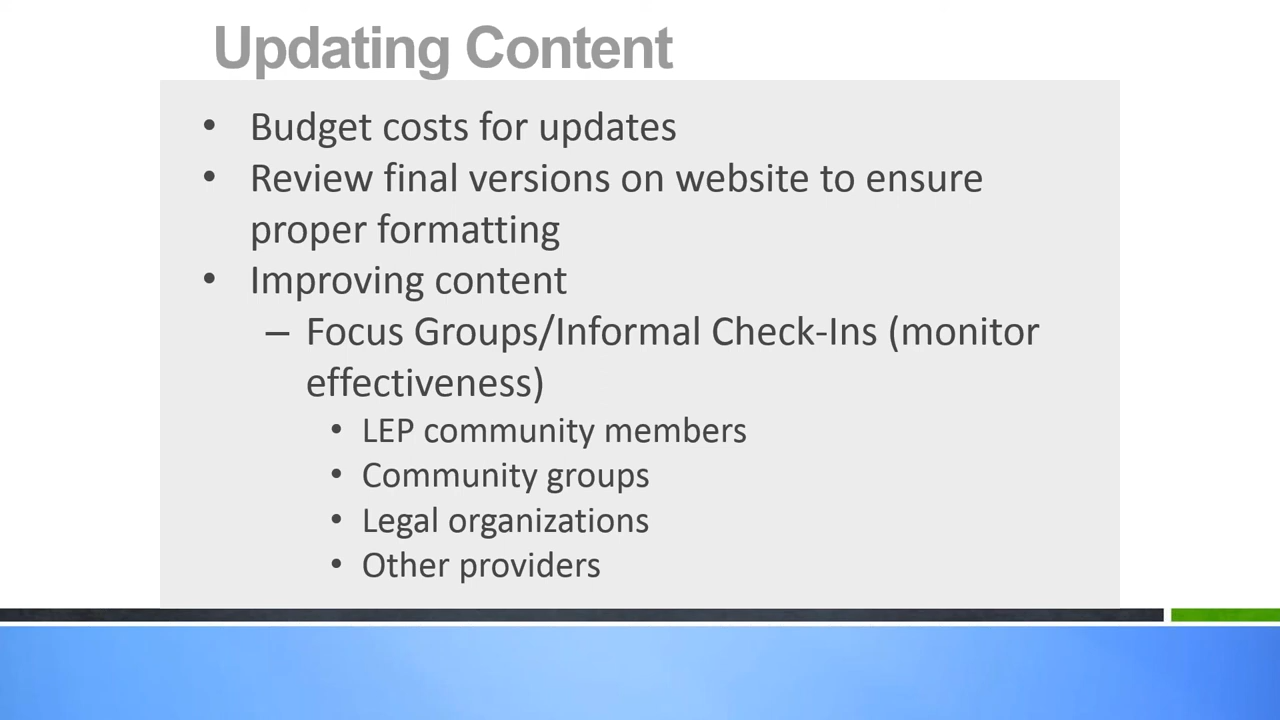 Updating Content
• Budget costs for updates
• Review final versions on website to ensure
proper formatting
• Improving content
– Focus Groups/Informal Check-Ins (monitor
effectiveness)
• LEP community members
• Community groups
• Legal organizations
• Other providers